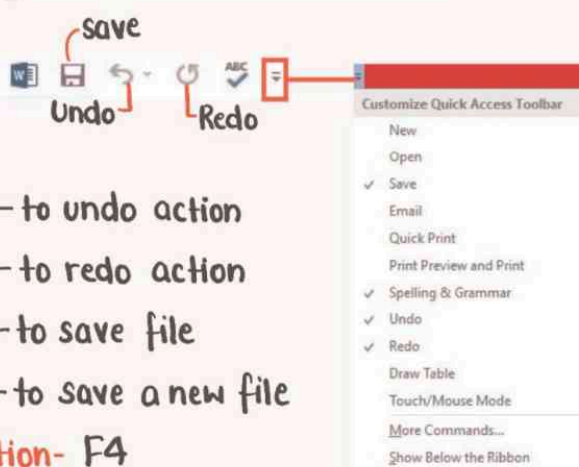 save
ABC
Undo
Redo
Customize Quick Access Toolbar
New
Open
✓ Save
Email
Quick Print
Print Preview and Print
✓ Spelling & Grammar
✓ Undo
✓ Redo
Draw Table
Touch/Mouse Mode
More Commands...
Show Below the Ribbon
- to undo action
- to redo action
- to save file
- to save a new file
tion- F4